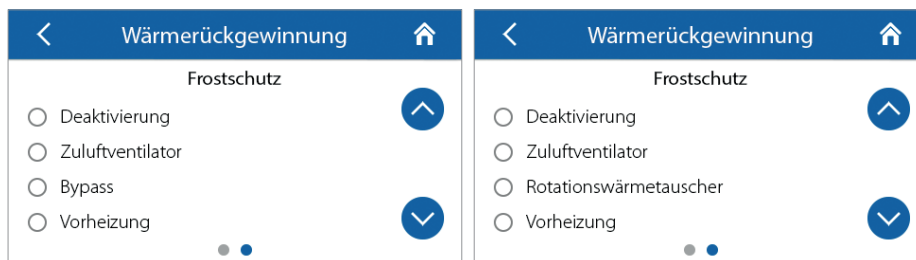 Wärmerückgewinnung
Frostschutz
Deaktivierung
Zuluftventilator
Bypass
Vorheizung
Wärmerückgewinnung
Frostschutz
Deaktivierung
Zuluftventilator
Rotationswärmetauscher
Vorheizung